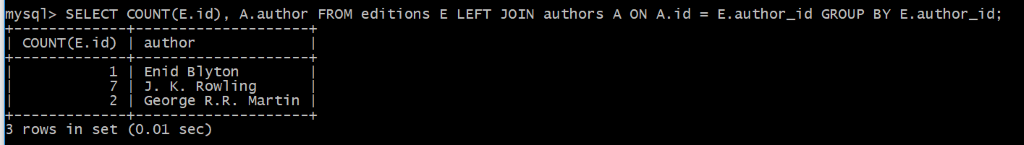 mysql> SELECT COUNT(E.id), A.author FROM editions E LEFT JOIN authors A ON A.id = E.author_id GROUP BY E.author_id;
+-------------+--------------------+
| COUNT(E.id) | author             |
+-------------+--------------------+
|           1 | Enid Blyton        |
|           7 | J. K. Rowling      |
|           2 | George R.R. Martin |
+-------------+--------------------+
3 rows in set (0.01 sec)